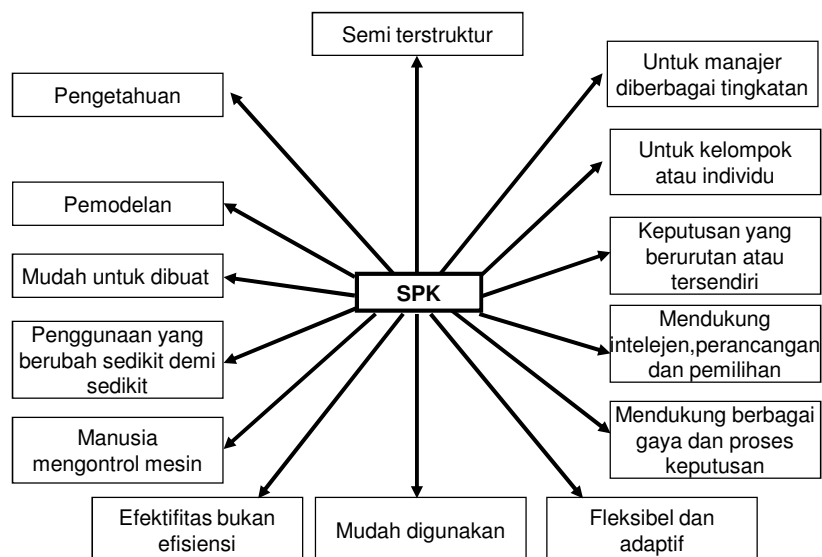 Semi terstruktur
Untuk manajer
diberbagai tingkatan
Pengetahuan
Untuk kelompok
atau individu
Pemodelan
Keputusan yang
berurutan atau
tersendiri
Mudah untuk dibuat
SPK
Penggunaan yang
berubah sedikit demi
sedikit
Mendukung
intelejen,perancangan
dan pemilihan
Manusia
mengontrol mesin
Mendukung berbagai
gaya dan proses
keputusan
Efektifitas bukan
efisiensi
Mudah digunakan
Fleksibel dan
adaptif